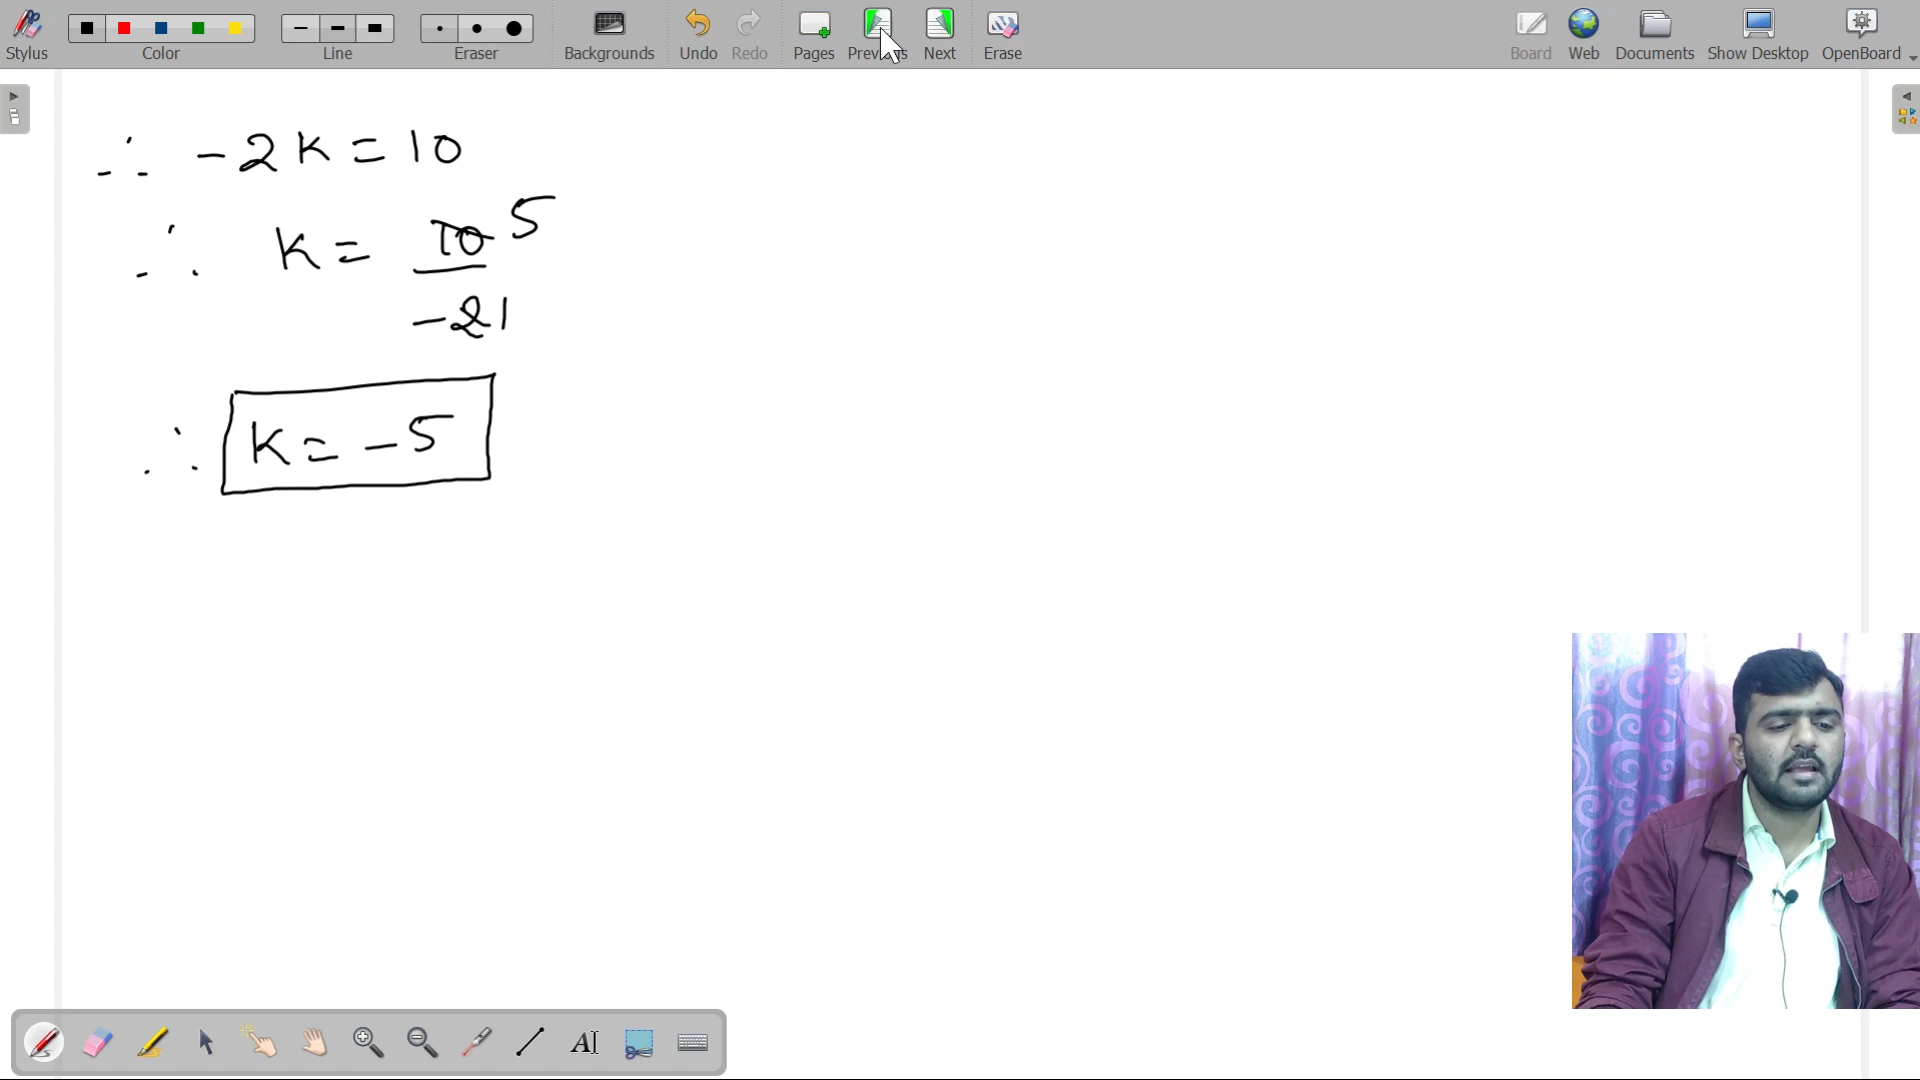 Stylus Color Line Eraser Backgrounds Undo Redo Pages Previous Next Erase Board Web Documents Show Desktop OpenBoard
∴ -2K = 10
∴ K = 10 5
-2 1
∴ K = -5
AI